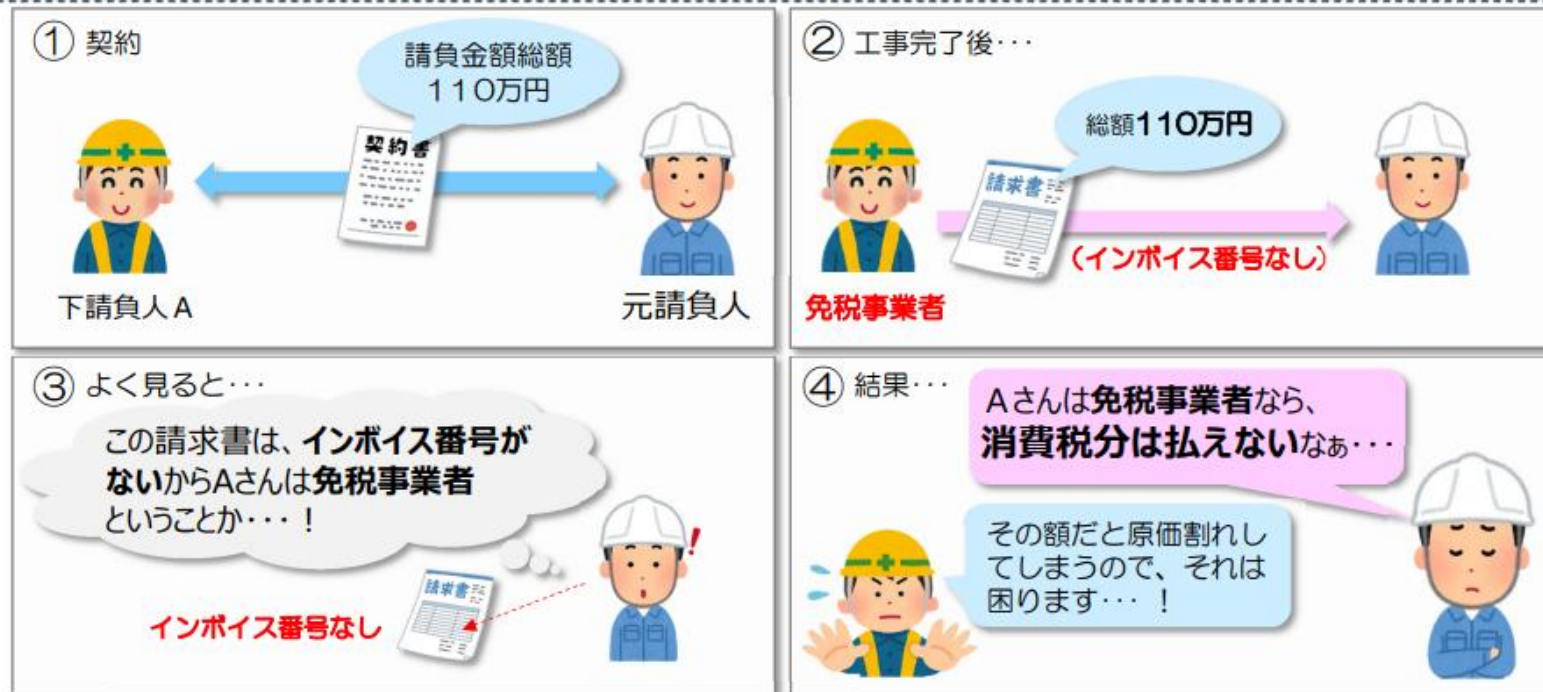 ① 契約
請負金額総額
110万円
契約書
下請負人A
元請負人
② 工事完了後・・・
総額110万円
請求書
(インボイス番号なし)
免税事業者
③ よく見ると・・・
この請求書は、インボイス番号が
ないからAさんは免税事業者
ということか・・・！
請求書
インボイス番号なし
④ 結果・・・
Aさんは免税事業者なら、
消費税分は払えないなぁ・・・
その額だと原価割れし
てしまうので、それは
困ります・・・！